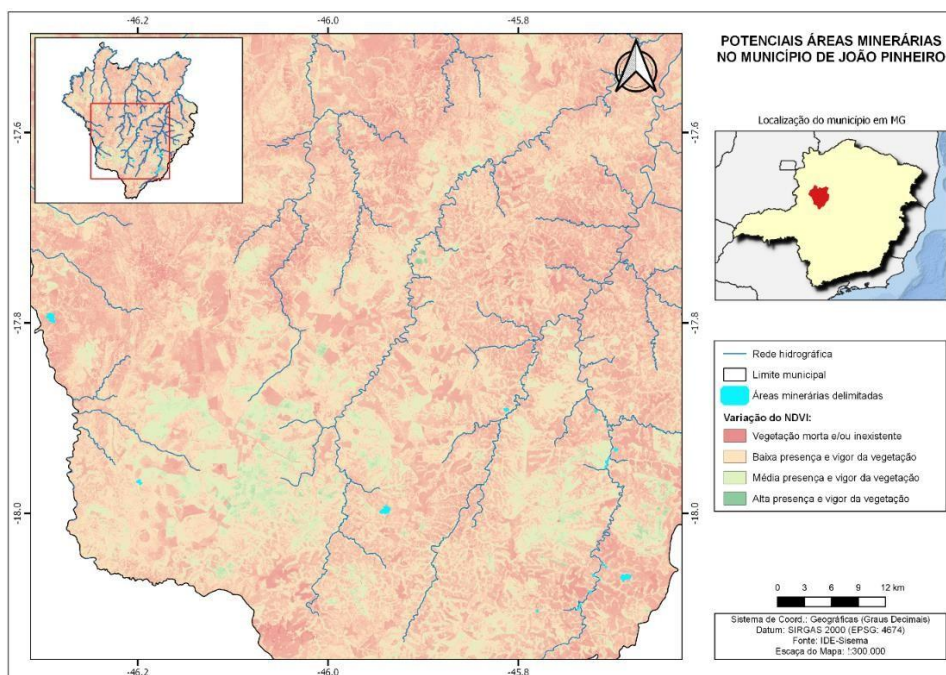 POTENCIAIS ÁREAS MINERÁRIAS
NO MUNICÍPIO DE JOÃO PINHEIRO
Localização do município em MG
-46.2
-46.0
-45.8
-17.6
-17.6
-17.8
-17.8
-18.0
-18.0
-46.2
-46.0
-45.8
Rede hidrográfica
Limite municipal
Áreas minerárias delimitadas
Variação do NDVI:
Vegetação morta e/ou inexistente
Baixa presença e vigor da vegetação
Média presença e vigor da vegetação
Alta presença e vigor da vegetação
0 3 6 9 12 km
Sistema de Coord.: Geográficas (Graus Decimais)
Datum: SIRGAS 2000 (EPSG: 4674)
Fonte: IDE-Sisema
Escaça do Mapa: 1:300.000